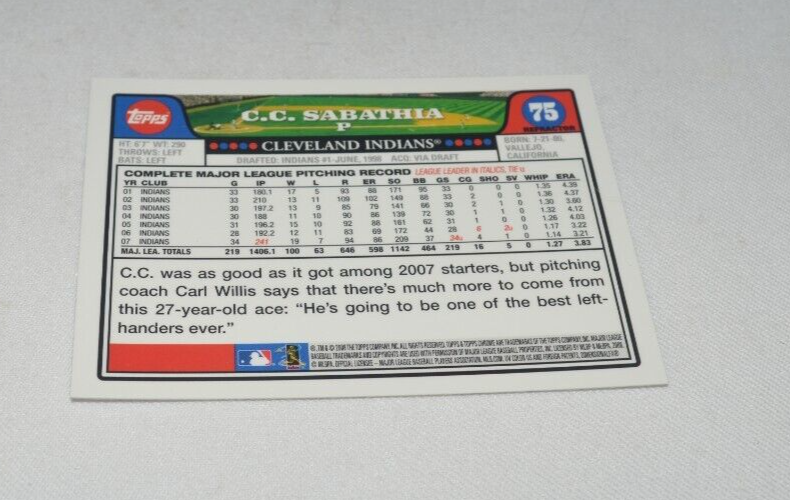 topps
C.C. SABATHIA
P
75
REFRACTOR
CLEVELAND INDIANS®
HT: 6'7" WT: 290
THROWS: LEFT
BATS: LEFT
DRAFTED: INDIANS #1-JUNE, 1998 ACQ: VIA DRAFT
BORN: 7-21-80,
VALLEJO,
CALIFORNIA
COMPLETE MAJOR LEAGUE PITCHING RECORD LEAGUE LEADER IN ITALICS, TIE
YR CLUB G IP W L R ER SO BB GS CG SHO SV WHIP ERA
01 INDIANS 33 180.1 17 5 93 88 171 95 33 0 0 0 1.35 4.39
02 INDIANS 33 210 13 11 109 102 149 88 33 2 0 0 1.36 4.37
03 INDIANS 30 197.2 13 9 85 79 141 66 30 2 1 0 1.30 3.60
04 INDIANS 30 188 11 10 90 86 139 72 30 1 1 0 1.32 4.12
05 INDIANS 31 196.2 15 10 92 88 161 62 31 1 0 0 1.26 4.03
06 INDIANS 28 192.2 12 11 83 69 172 44 28 6 2 0 1.17 3.22
07 INDIANS 34 241 19 7 94 86 209 37 34 4 1 0 1.14 3.21
MAJ. LEA. TOTALS 219 1406.1 100 63 646 598 1142 464 219 16 5 0 1.27 3.83
C.C. was as good as it got among 2007 starters, but pitching
coach Carl Willis says that there's much more to come from
this 27-year-old ace: "He's going to be one of the best left-
handers ever."